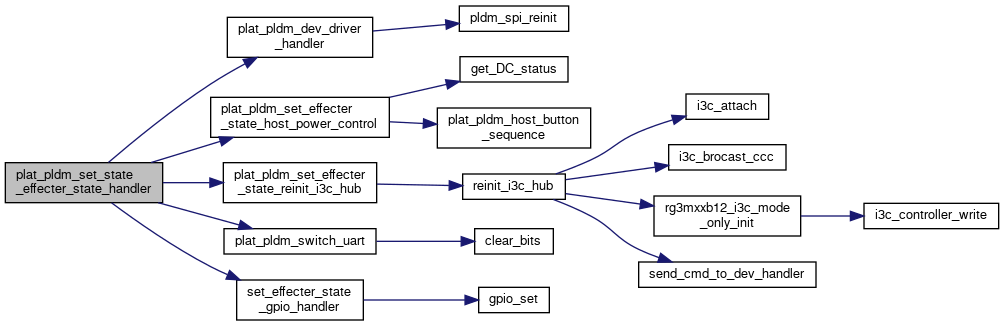 plat_pldm_dev_driver
_handler
pldm_spi_reinit
get_DC_status
plat_pldm_set_effecter
_state_host_power_control
plat_pldm_host_button
_sequence
i3c_attach
i3c_brocast_ccc
plat_pldm_set_state
_effecter_state_handler
plat_pldm_set_effecter
_state_reinit_i3c_hub
reinit_i3c_hub
rg3mxxb12_i3c_mode
_only_init
i3c_controller_write
plat_pldm_switch_uart
clear_bits
send_cmd_to_dev_handler
set_effecter_state
_gpio_handler
gpio_set